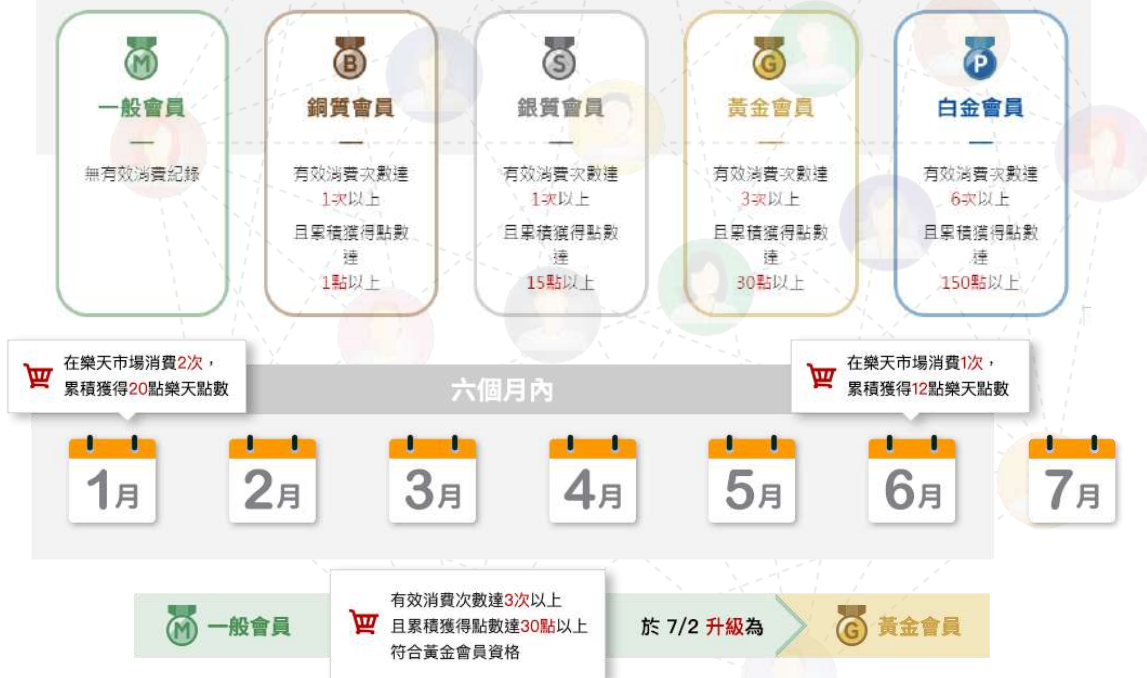 M
一般會員
無有效消費紀錄
B
銅質會員
有效消費次數達
1次以上
且累積獲得點數
達
1點以上
S
銀質會員
有效消費次數達
1次以上
且累積獲得點數
達
15點以上
G
黃金會員
有效消費次數達
3次以上
且累積獲得點數
達
30點以上
P
白金會員
有效消費次數達
6次以上
且累積獲得點數
達
150點以上
在樂天市場消費2次，
累積獲得20點樂天點數
六個月內
在樂天市場消費1次，
累積獲得12點樂天點數
1月
2月
3月
4月
5月
6月
7月
M 一般會員
有效消費次數達3次以上
且累積獲得點數達30點以上
符合黃金會員資格
於 7/2 升級為
G 黃金會員